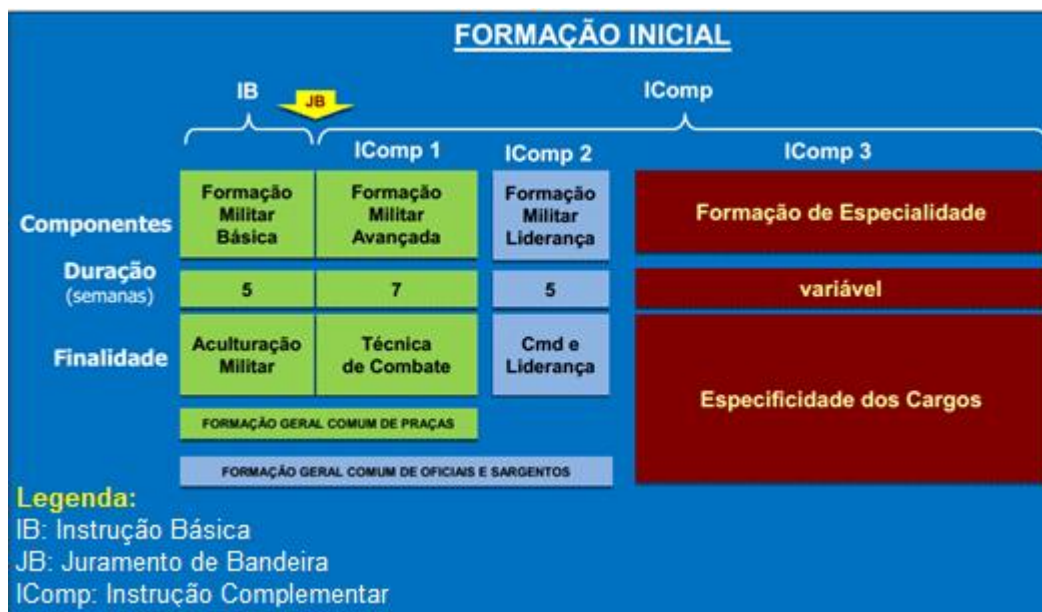 FORMAÇÃO INICIAL
IB
JB
IComp
IComp 1
IComp 2
IComp 3
Componentes
Formação
Militar
Básica
Formação
Militar
Avançada
Formação
Militar
Liderança
Formação de Especialidade
Duração
(semanas)
5
7
5
variável
Finalidade
Aculturação
Militar
Técnica
de Combate
Cmd e
Liderança
Especificidade dos Cargos
FORMAÇÃO GERAL COMUM DE PRAÇAS
FORMAÇÃO GERAL COMUM DE OFICIAIS E SARGENTOS
Legenda:
IB: Instrução Básica
JB: Juramento de Bandeira
IComp: Instrução Complementar